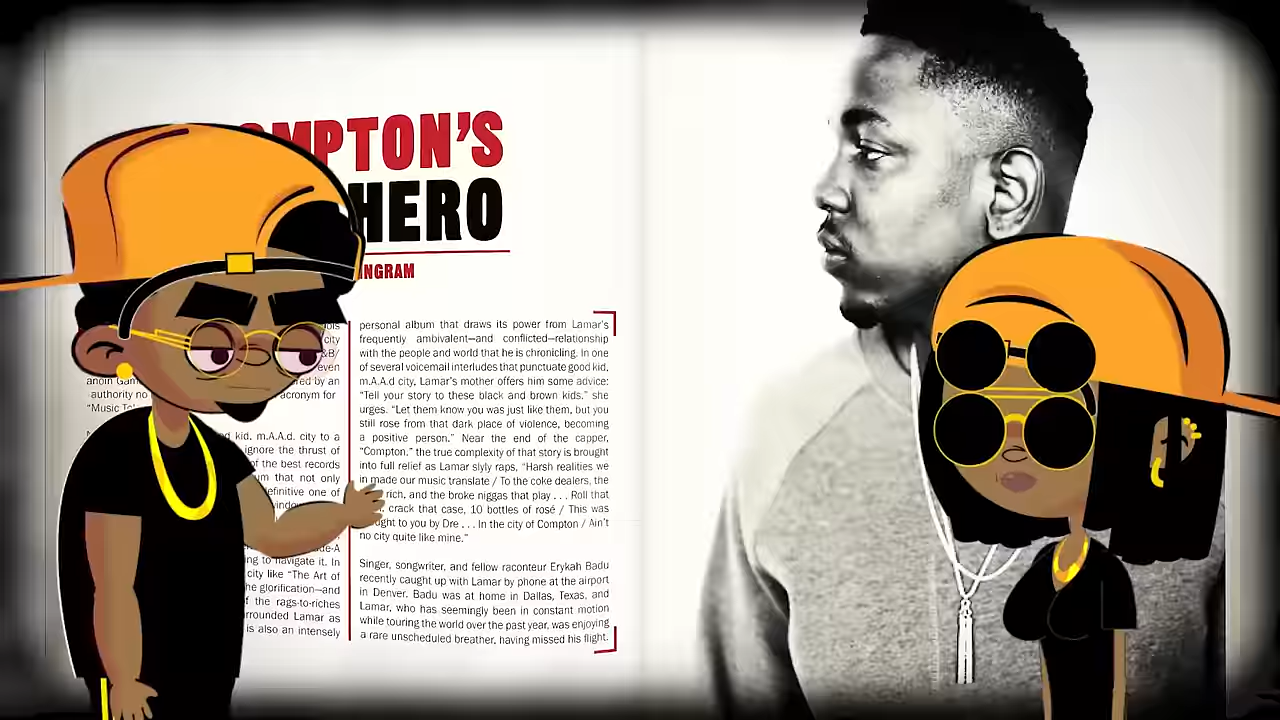 OMPTON'S
HERO
INGRAM
city
&B/
even
ed by an
authority no
acronym for
"Music To
kid, m.A.A.d. city to a
ignore the thrust of
of the best records
um that not only
efinitive one of
ing to navigate it. In
city like "The Art of
he glorification—and
f the rags-to-riches
rrounded Lamar as
is also an intensely
personal album that draws its power from Lamar's
frequently ambivalent—and conflicted—relationship
with the people and world that he is chronicling. In one
of several voicemail interludes that punctuate good kid,
m.A.A.d city, Lamar's mother offers him some advice:
"Tell your story to these black and brown kids." she
urges. "Let them know you was just like them, but you
still rose from that dark place of violence, becoming
a positive person." Near the end of the capper,
"Compton." the true complexity of that story is brought
into full relief as Lamar slyly raps, "Harsh realities we
in made our music translate / To the coke dealers, the
rich, and the broke niggas that play . . . Roll that
crack that case, 10 bottles of rosé / This was
ght to you by Dre . . . In the city of Compton / Ain't
no city quite like mine."
Singer, songwriter, and fellow raconteur Erykah Badu
recently caught up with Lamar by phone at the airport
in Denver. Badu was at home in Dallas, Texas, and
Lamar, who has seemingly been in constant motion
while touring the world over the past year, was enjoying
a rare unscheduled breather, having missed his flight.